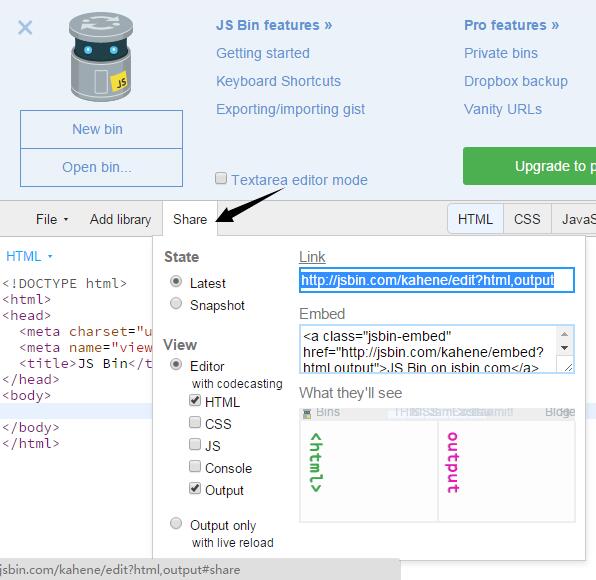 JS Bin features »
Getting started
Keyboard Shortcuts
Exporting/importing gist
Pro features »
Private bins
Dropbox backup
Vanity URLs
JS
New bin
Open bin...
Textarea editor mode
Upgrade to p
File
Add library
Share
HTML
CSS
JavaS
HTML
<!DOCTYPE html>
<html>
<head>
<meta charset="u
<meta name="view
<title>JS Bin</t
</head>
<body>
</body>
</html>
State
Latest
Snapshot
View
Editor
with codecasting
HTML
CSS
JS
Console
Output
Output only
with live reload
Link
http://jsbin.com/kahene/edit?html,output
Embed
<a class="jsbin-embed"
href="http://jsbin.com/kahene/embed?
html,output">JS Bin on jsbin.com</a>
What they'll see
Bins
Blog
<html>
output
jsbin.com/kahene/edit?html,output#share